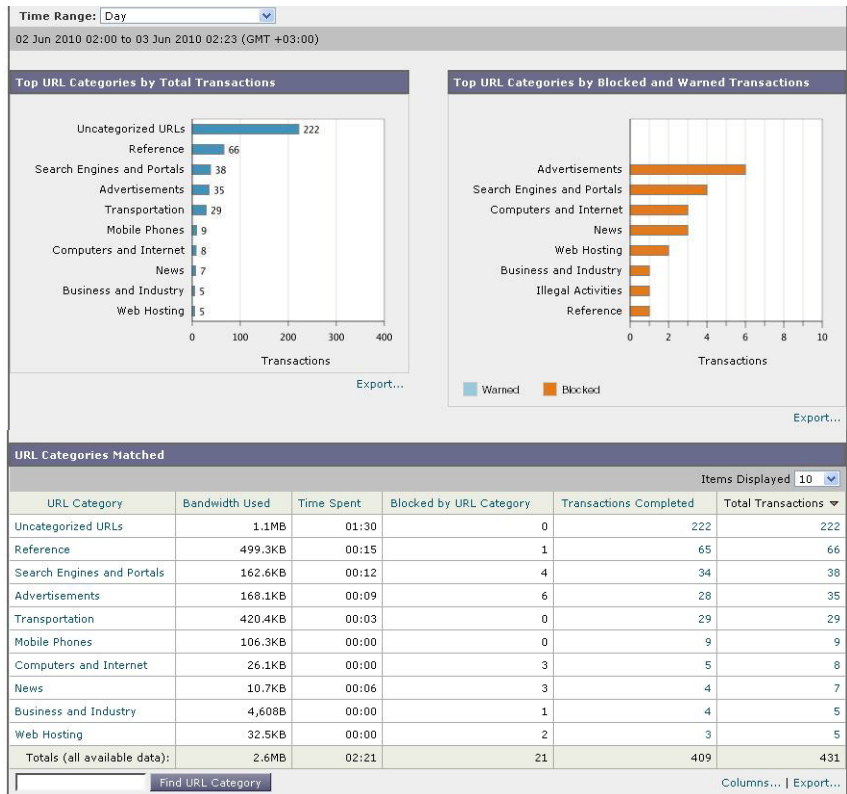 Time Range: Day
02 Jun 2010 02:00 to 03 Jun 2010 02:23 (GMT +03:00)
Top URL Categories by Total Transactions
Uncategorized URLs 222
Reference 66
Search Engines and Portals 38
Advertisements 35
Transportation 29
Mobile Phones 9
Computers and Internet 8
News 7
Business and Industry 5
Web Hosting 5
0 100 200 300 400
Transactions
Export...
Top URL Categories by Blocked and Warned Transactions
Advertisements
Search Engines and Portals
Computers and Internet
News
Web Hosting
Business and Industry
Illegal Activities
Reference
0 2 4 6 8 10
Transactions
Warned Blocked
Export...
URL Categories Matched
Items Displayed 10
URL Category Bandwidth Used Time Spent Blocked by URL Category Transactions Completed Total Transactions
Uncategorized URLs 1.1MB 01:30 0 222 222
Reference 499.3KB 00:15 1 65 66
Search Engines and Portals 162.6KB 00:12 4 34 38
Advertisements 168.1KB 00:09 6 28 35
Transportation 420.4KB 00:03 0 29 29
Mobile Phones 106.3KB 00:00 0 9 9
Computers and Internet 26.1KB 00:00 3 5 8
News 10.7KB 00:06 3 4 7
Business and Industry 4,608B 00:00 1 4 5
Web Hosting 32.5KB 00:00 2 3 5
Totals (all available data): 2.6MB 02:21 21 409 431
Find URL Category
Columns... | Export...